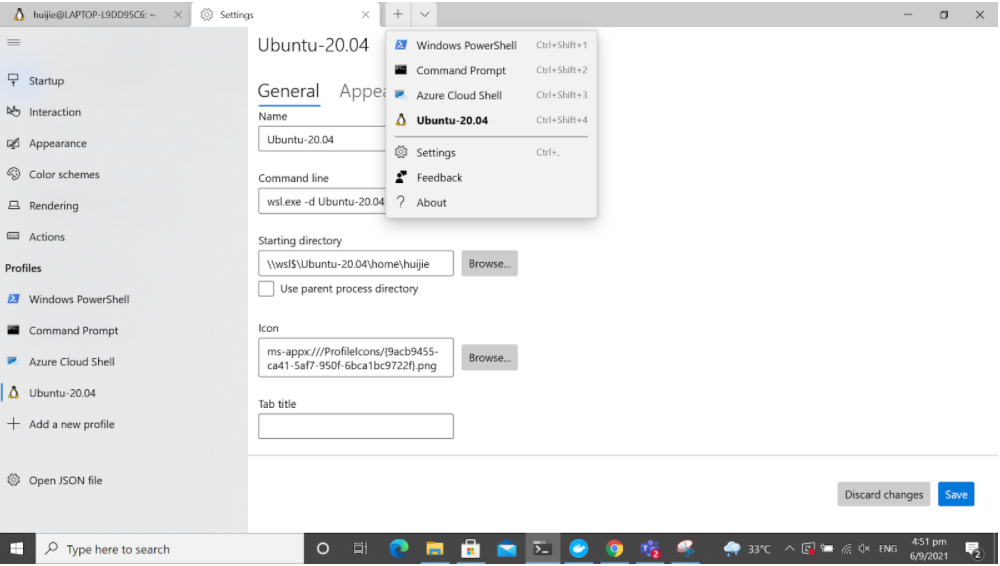 huijie@LAPTOP-L9DD95C6: ~
Settings
Startup
Interaction
Appearance
Color schemes
Rendering
Actions
Profiles
Windows PowerShell
Command Prompt
Azure Cloud Shell
Ubuntu-20.04
Add a new profile
Open JSON file
Ubuntu-20.04
General Appea
Name
Ubuntu-20.04
Command line
wsl.exe -d Ubuntu-20.04
Starting directory
\\wsl$\Ubuntu-20.04\home\huijie
Browse...
Use parent process directory
Icon
ms-appx:///ProfileIcons/{9acb9455-
ca41-5af7-950f-6bca1bc9722f}.png
Browse...
Tab title
Windows PowerShell Ctrl+Shift+1
Command Prompt Ctrl+Shift+2
Azure Cloud Shell Ctrl+Shift+3
Ubuntu-20.04 Ctrl+Shift+4
Settings Ctrl+,
Feedback
? About
Discard changes
Save
Type here to search
33°C
ENG
4:51 pm
6/9/2021
2
2